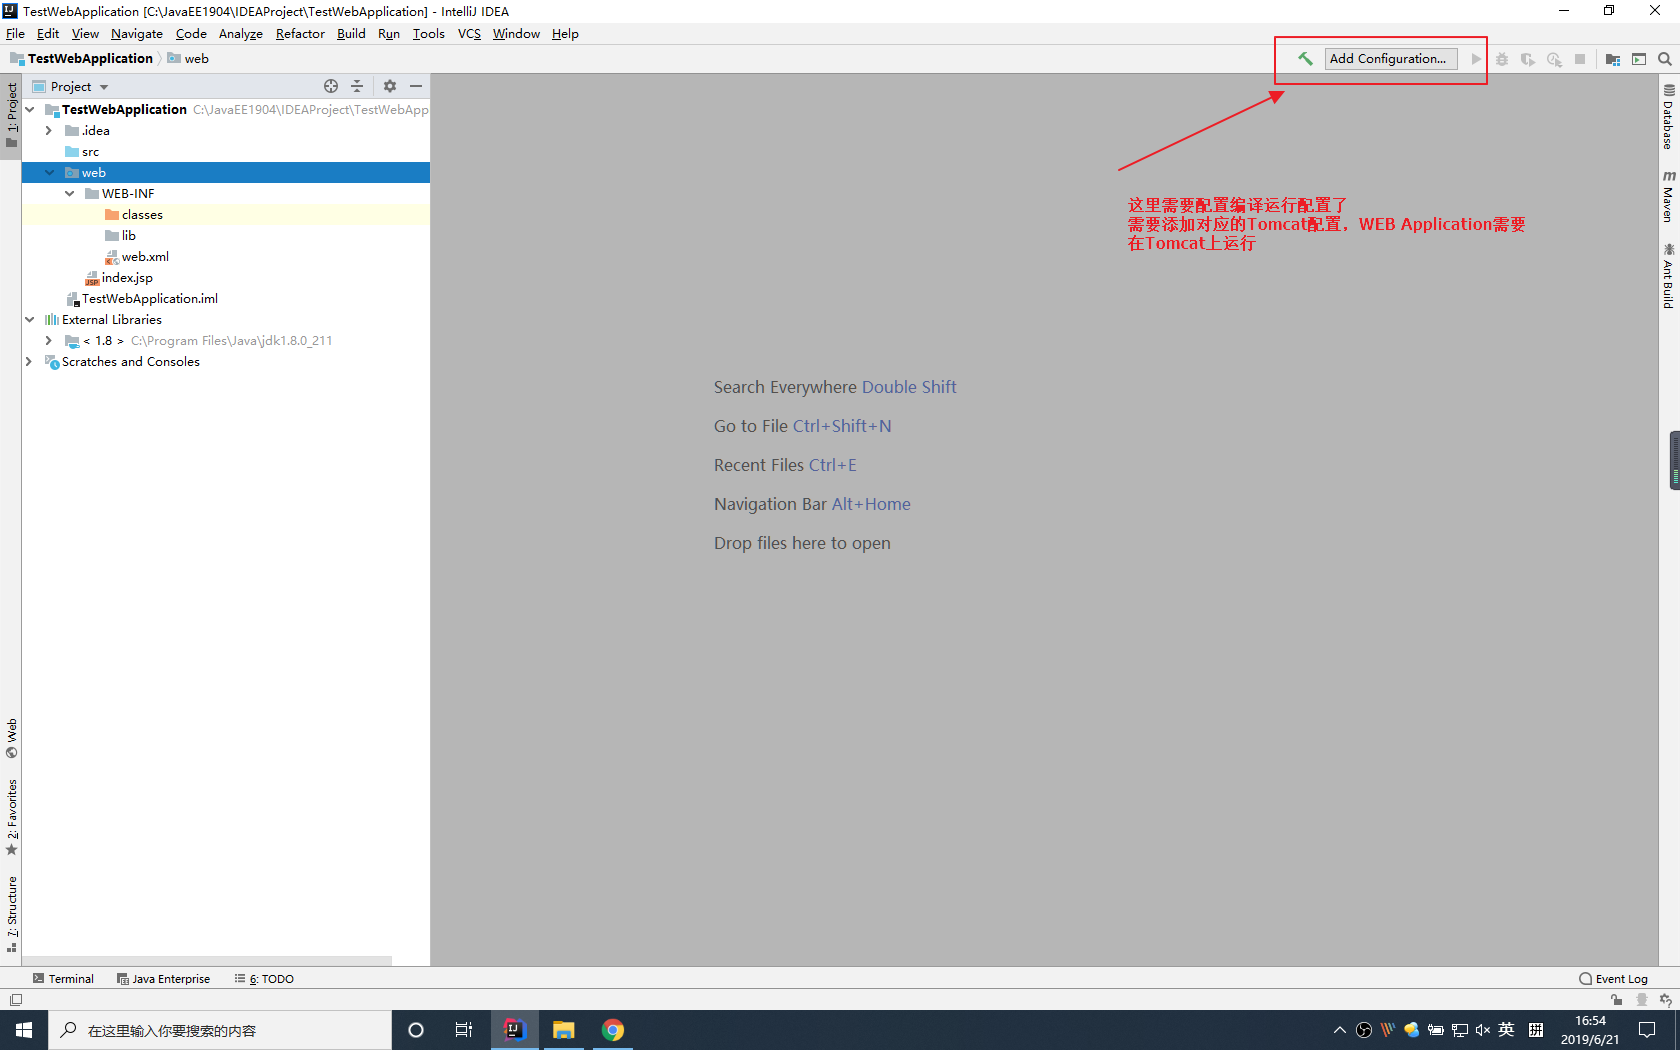 TestWebApplication [C:\JavaEE1904\IDEAProject\TestWebApplication] - IntelliJ IDEA
File Edit View Navigate Code Analyze Refactor Build Run Tools VCS Window Help
TestWebApplication web
Add Configuration...
Project
TestWebApplication C:\JavaEE1904\IDEAProject\TestWebApp
.idea
src
web
WEB-INF
classes
lib
web.xml
index.jsp
TestWebApplication.iml
External Libraries
< 1.8 > C:\Program Files\Java\jdk1.8.0_211
Scratches and Consoles
1: Project
Web
2: Favorites
7: Structure
这里需要配置编译运行配置了
需要添加对应的Tomcat配置，WEB Application需要
在Tomcat上运行
Search Everywhere Double Shift
Go to File Ctrl+Shift+N
Recent Files Ctrl+E
Navigation Bar Alt+Home
Drop files here to open
Database
m Maven
Ant Build
Terminal Java Enterprise 6: TODO
Event Log
在这里输入你要搜索的内容
英 拼
16:54
2019/6/21